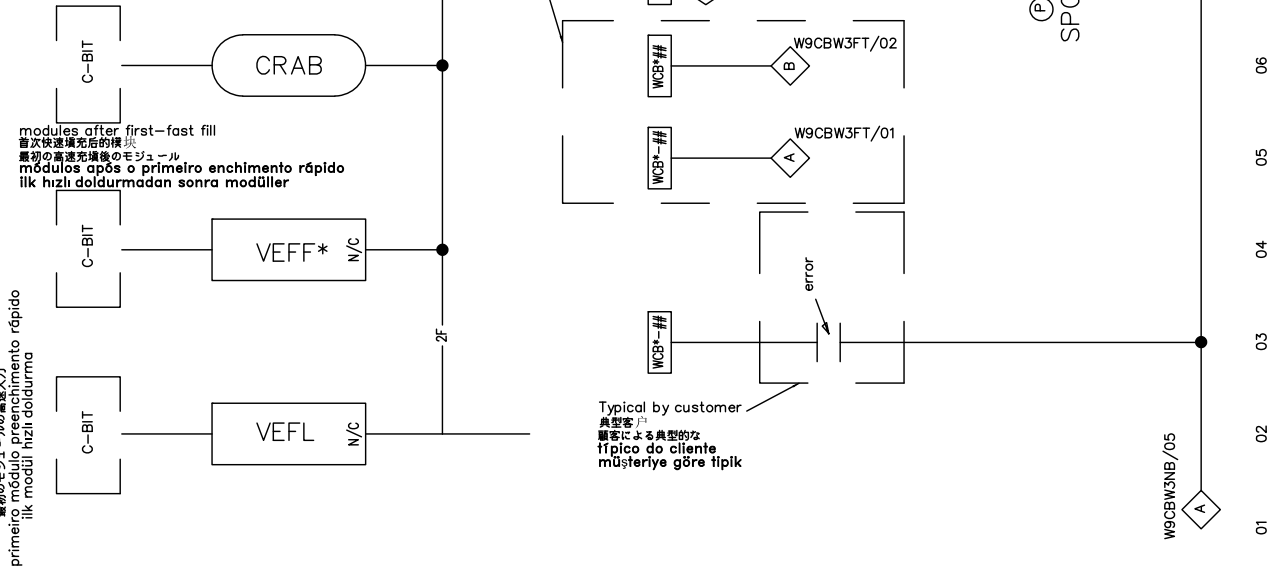 P
SPC
C-BIT
CRAB
WCB*##
B
W9CBW3FT/02
06
modules after first-fast fill
首次快速填充后的模块
最初の高速充填後のモジュール
módulos após o primeiro enchimento rápido
ilk hızlı doldurmadan sonra modüller
WCB*-##
A
W9CBW3FT/01
05
C-BIT
VEFF*
N/C
04
error
2F
WCB*-##
03
primeiro módulo preenchimento rápido
ilk modül hızlı doldurma
C-BIT
VEFL
N/C
Typical by customer
典型客户
顧客による典型的な
típico do cliente
müşteriye göre tipik
02
W9CBW3NB/05
A
01